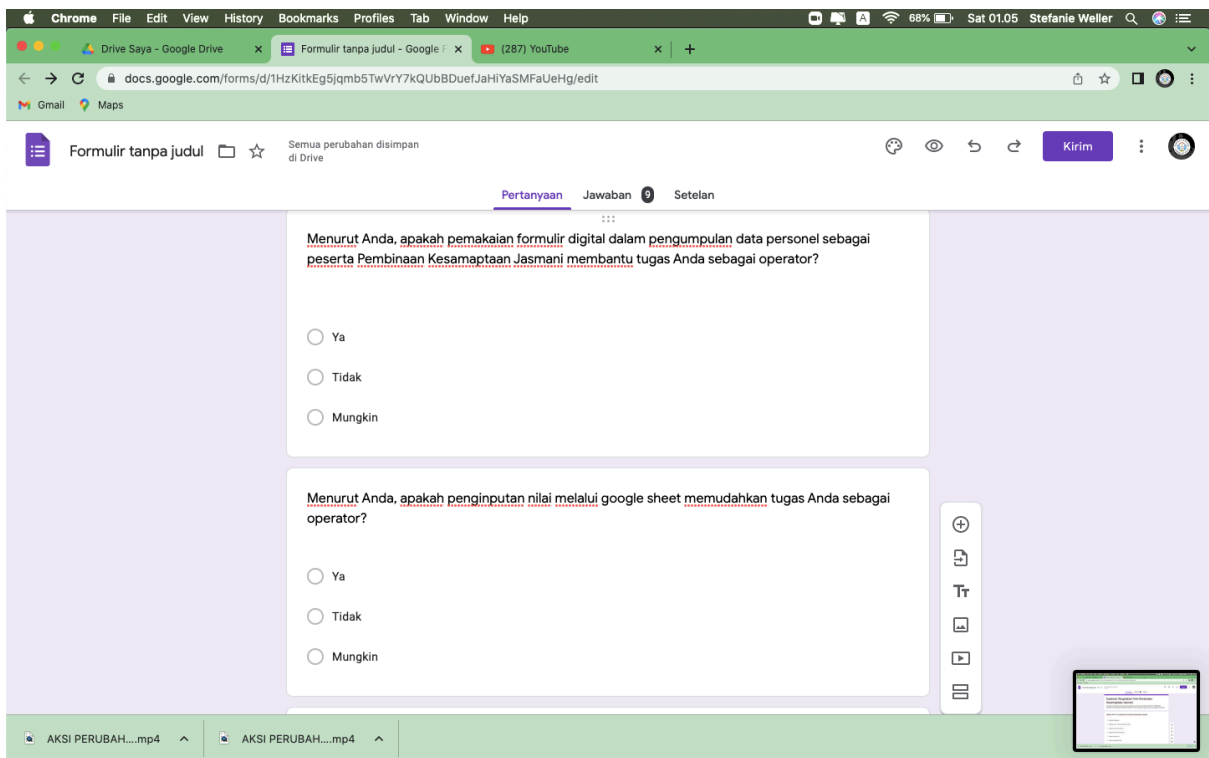 Chrome File Edit View History Bookmarks Profiles Tab Window Help A 68% Sat 01.05 Stefanie Weller
Drive Saya - Google Drive Formulir tanpa judul - Google F (287) YouTube
docs.google.com/forms/d/1HzKitkEg5jqmb5TwVrY7kQUbBDuefJaHiYaSMFaUeHg/edit
Gmail Maps
Formulir tanpa judul Semua perubahan disimpan
di Drive
Kirim
Pertanyaan Jawaban 9 Setelan
Menurut Anda, apakah pemakaian formulir digital dalam pengumpulan data personel sebagai
peserta Pembinaan Kesamaptaan Jasmani membantu tugas Anda sebagai operator?
Ya
Tidak
Mungkin
Menurut Anda, apakah penginputan nilai melalui google sheet memudahkan tugas Anda sebagai
operator?
Ya
Tidak
Mungkin
Tт
AKSI PERUBAH....mp4 AKSI PERUBAH....mp4